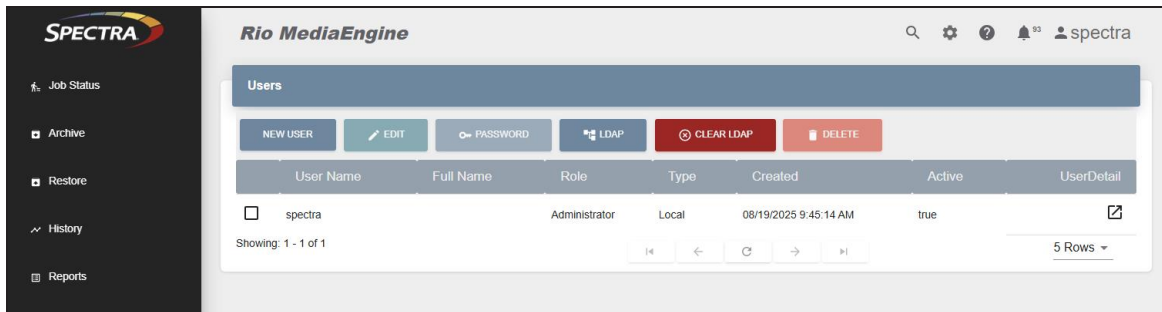 SPECTRA
Rio MediaEngine
93
spectra
Job Status
Archive
Restore
History
Reports
Users
NEW USER
EDIT
PASSWORD
LDAP
CLEAR LDAP
DELETE
User Name Full Name Role Type Created Active UserDetail
spectra Administrator Local 08/19/2025 9:45:14 AM true
Showing: 1 - 1 of 1
5 Rows